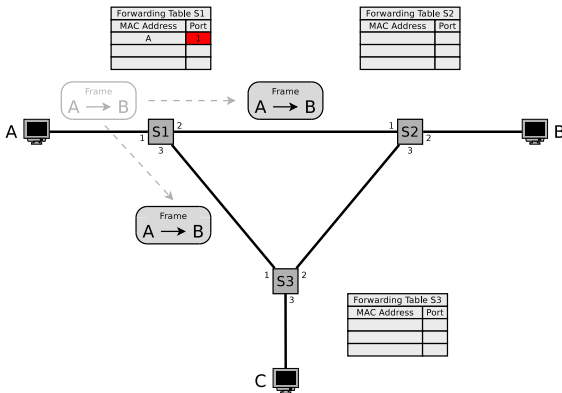 Forwarding Table S1
MAC Address Port
A 1
Forwarding Table S2
MAC Address Port
Frame
A B
Frame
A B
A
1 S1 2
3
1 S2 2
3
B
Frame
A B
1 S3 2
3
Forwarding Table S3
MAC Address Port
C